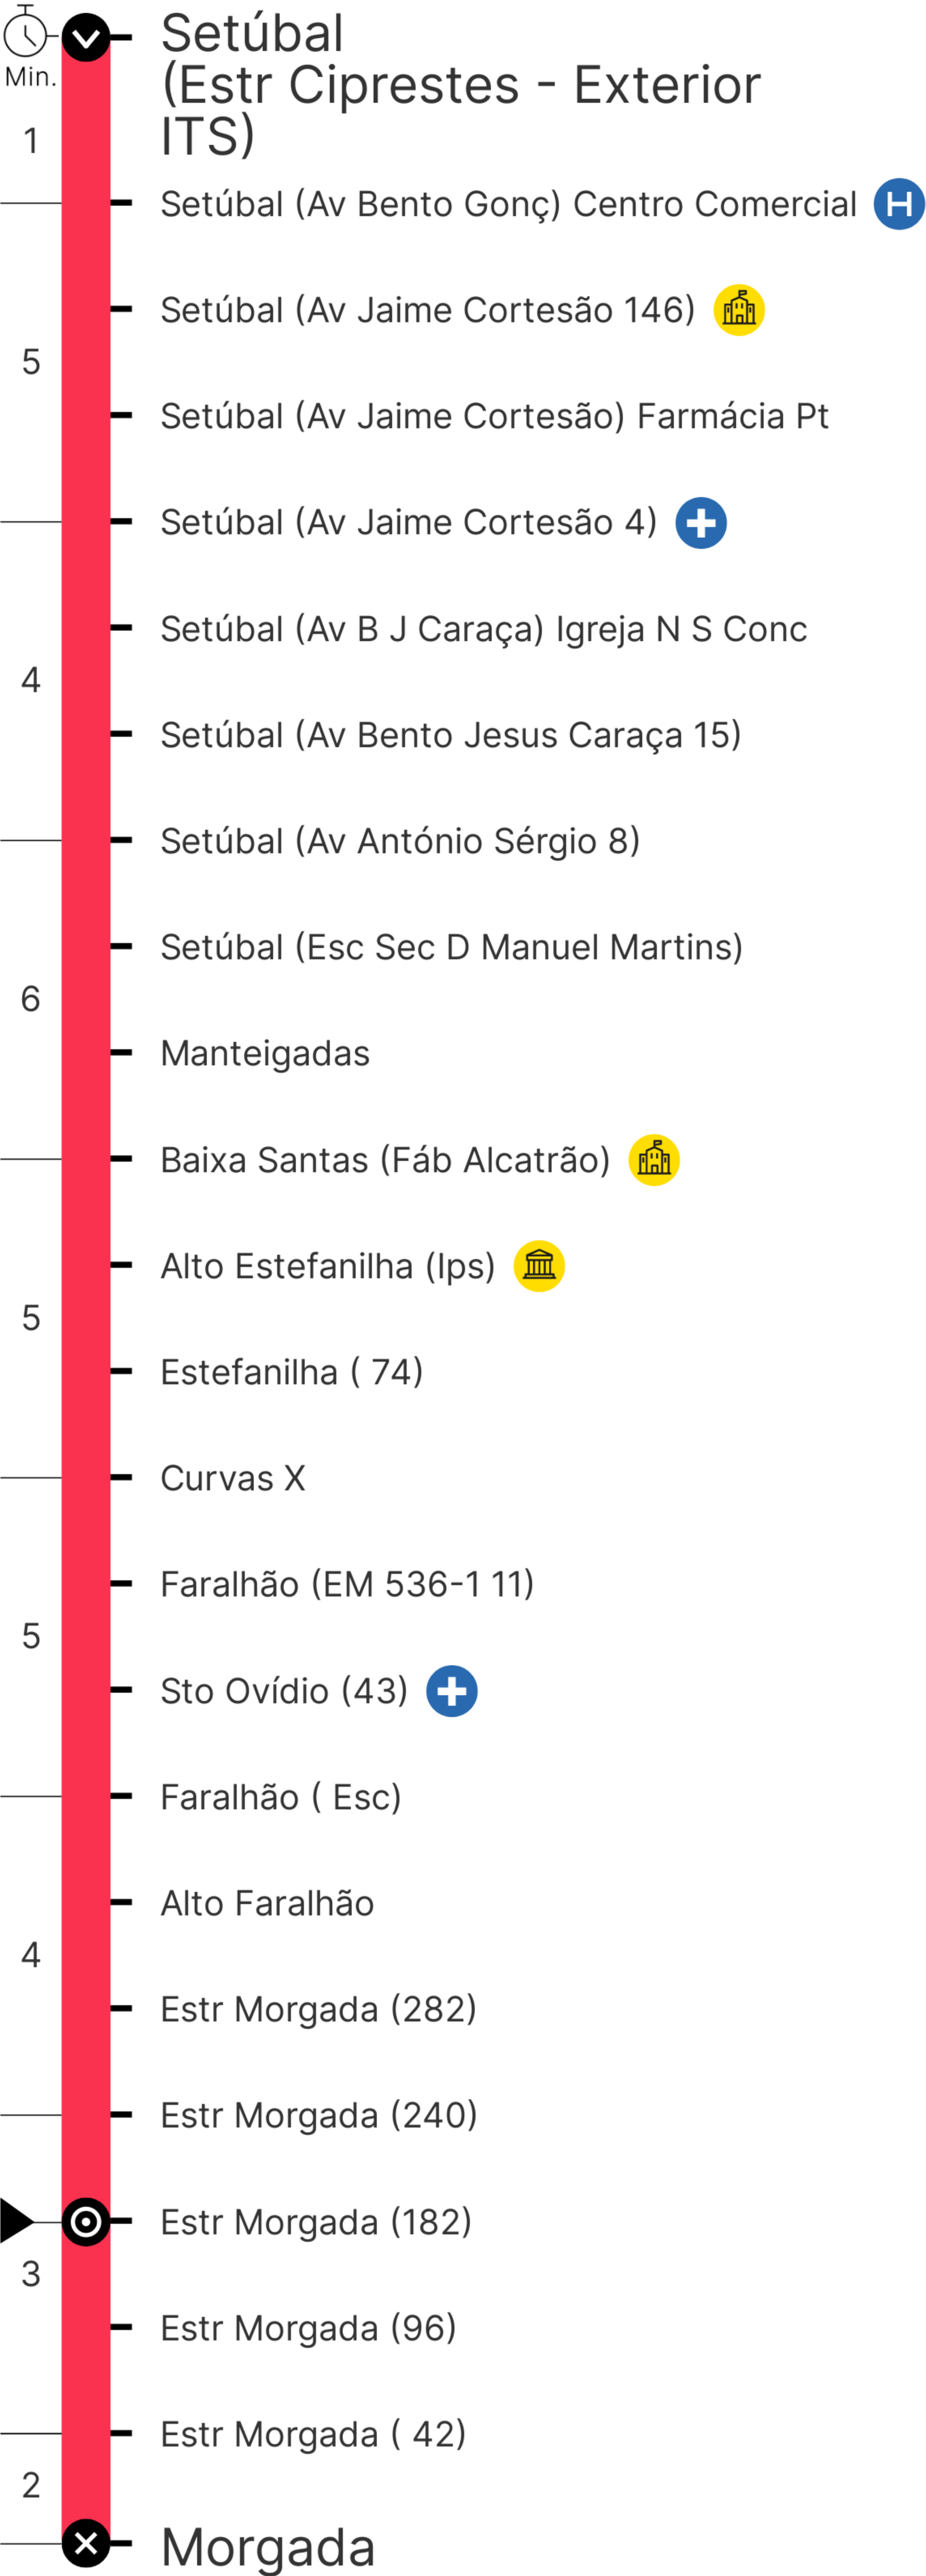 Setúbal
Min.
(Estr Ciprestes - Exterior
1
ITS)
Setúbal (Av Bento Gonç) Centro Comercial H
Setúbal (Av Jaime Cortesão 146)
5
Setúbal (Av Jaime Cortesão) Farmácia Pt
Setúbal (Av Jaime Cortesão 4)
Setúbal (Av B J Caraça) Igreja N S Conc
4
Setúbal (Av Bento Jesus Caraça 15)
Setúbal (Av António Sérgio 8)
Setúbal (Esc Sec D Manuel Martins)
6
Manteigadas
Baixa Santas (Fáb Alcatrão)
Alto Estefanilha (Ips)
5
Estefanilha ( 74)
Curvas X
Faralhão (EM 536-1 11)
5
Sto Ovídio (43)
Faralhão ( Esc)
Alto Faralhão
4
Estr Morgada (282)
Estr Morgada (240)
Estr Morgada (182)
3
Estr Morgada (96)
Estr Morgada ( 42)
2
Morgada